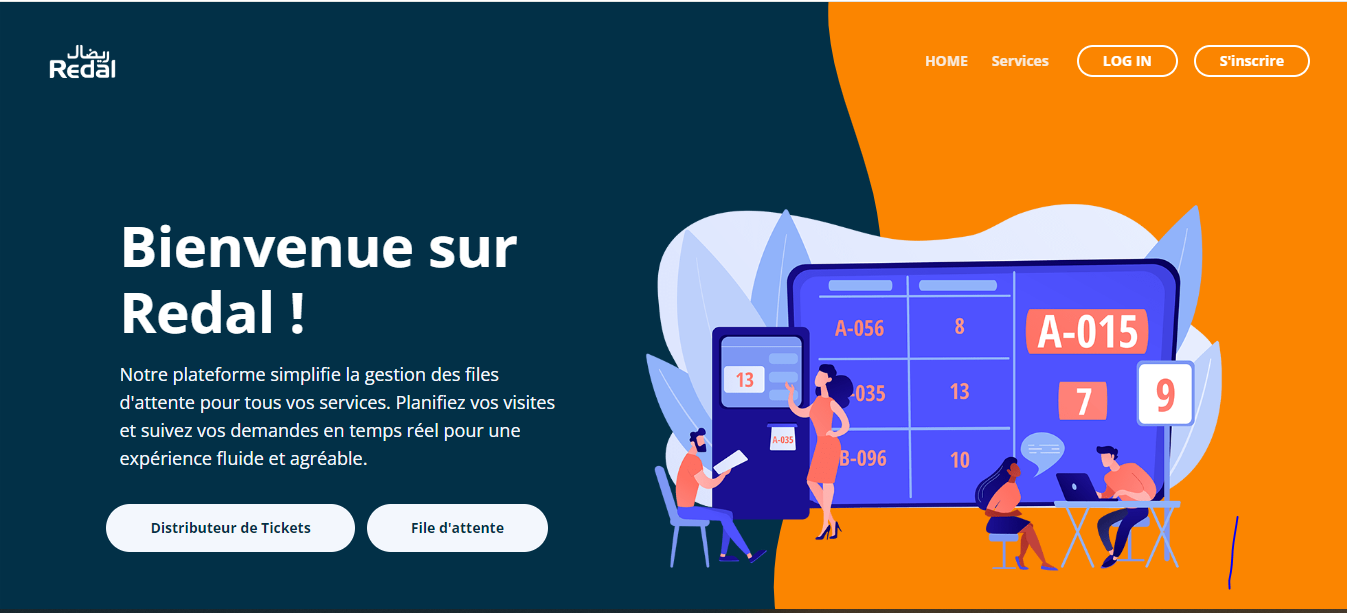 ريضال
Redal
HOME
Services
LOG IN
S'inscrire
Bienvenue sur
Redal !
Notre plateforme simplifie la gestion des files
d'attente pour tous vos services. Planifiez vos visites
et suivez vos demandes en temps réel pour une
expérience fluide et agréable.
Distributeur de Tickets
File d'attente
A-056
8
A-015
13
-035
13
7
9
A-035
B-096
10